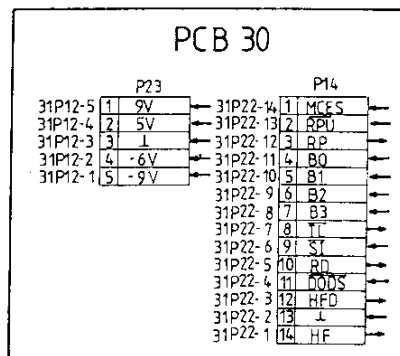 PCB 30
P23
31P12-5 1 9V
31P12-4 2 5V
31P12-3 3 ⊥
31P12-2 4 -6V
31P12-1 5 -9V
P14
31P22-14 1 MCES
31P22-13 2 RPU
31P22-12 3 RP
31P22-11 4 B0
31P22-10 5 B1
31P22-9 6 B2
31P22-8 7 B3
31P22-7 8 TL
31P22-6 9 SI
31P22-5 10 RD
31P22-4 11 DODS
31P22-3 12 HFD
31P22-2 13 ⊥
31P22-1 14 HF